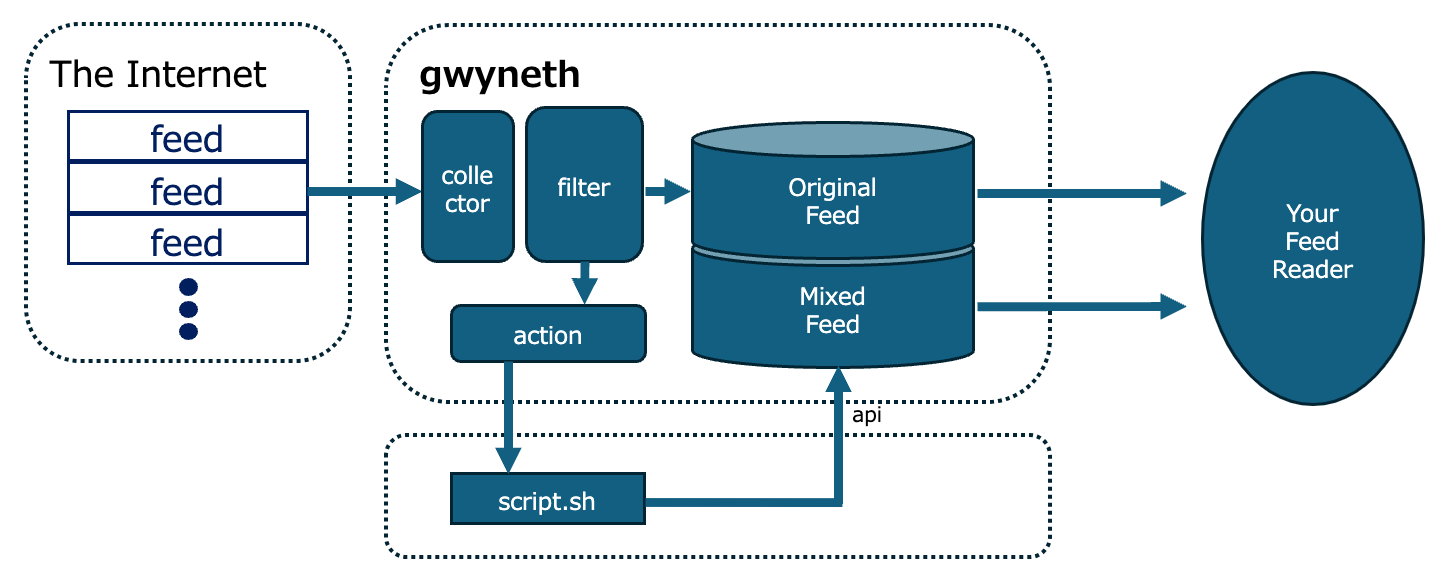 The Internet
feed
feed
feed
gwyneth
colle
ctor
filter
action
Original
Feed
Mixed
Feed
api
script.sh
Your
Feed
Reader